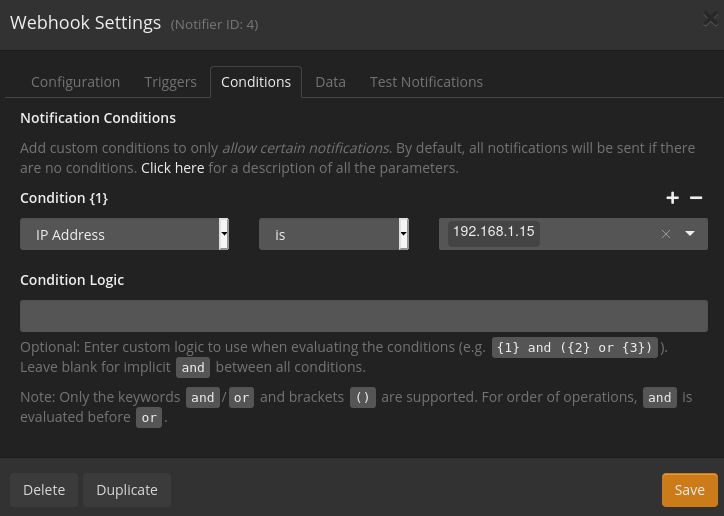 Webhook Settings (Notifier ID: 4)
Configuration Triggers Conditions Data Test Notifications
Notification Conditions
Add custom conditions to only allow certain notifications. By default, all notifications will be sent if there
are no conditions. Click here for a description of all the parameters.
Condition {1}
IP Address is 192.168.1.15
Condition Logic
Optional: Enter custom logic to use when evaluating the conditions (e.g. {1} and ({2} or {3}) ).
Leave blank for implicit and between all conditions.
Note: Only the keywords and / or and brackets () are supported. For order of operations, and is
evaluated before or .
Delete Duplicate Save